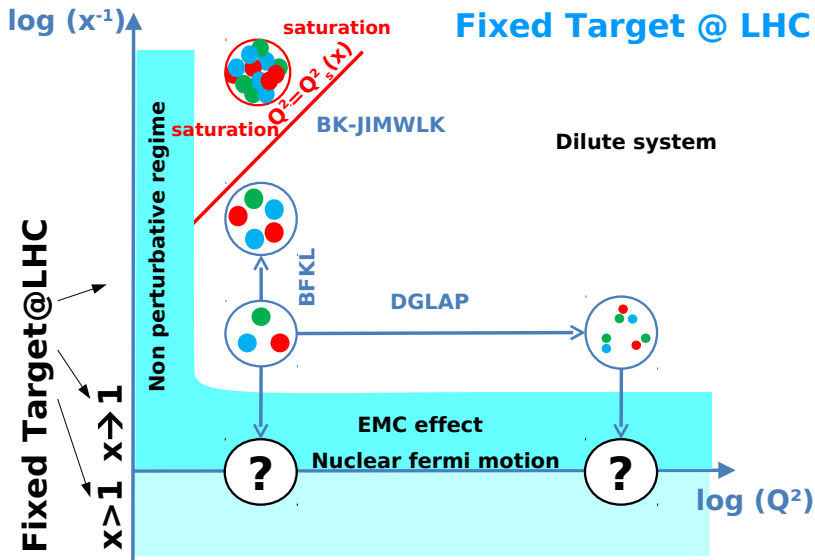 log (x⁻¹)
Fixed Target @ LHC
saturation
Q²=Q²ₛ(x)
saturation
BK-JIMWLK
Dilute system
Non perturbative regime
BFKL
DGLAP
Fixed Target@LHC
x→1
x>1
EMC effect
Nuclear fermi motion
?
?
log (Q²)